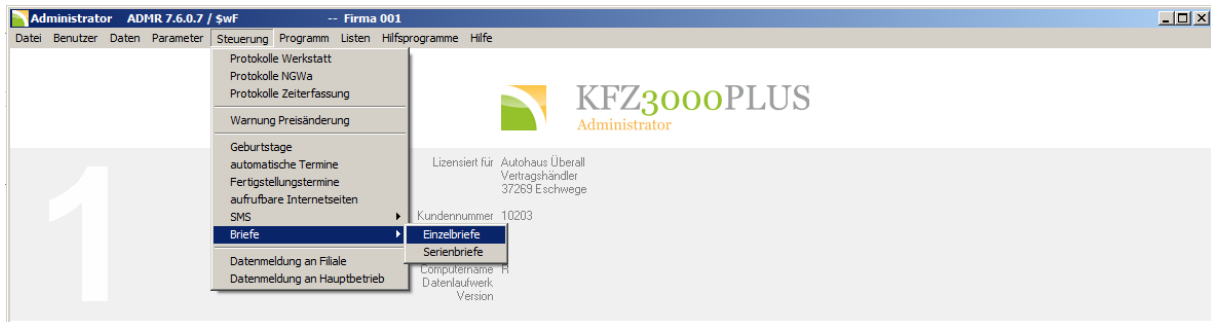 Administrator ADMR 7.6.0.7 / $wF -- Firma 001
Datei Benutzer Daten Parameter Steuerung Programm Listen Hilfsprogramme Hilfe
Protokolle Werkstatt
Protokolle NGWa
Protokolle Zeiterfassung
Warnung Preisänderung
Geburtstage
automatische Termine
Fertigstellungstermine
aufrufbare Internetseiten
SMS
Briefe
Datenmeldung an Filiale
Datenmeldung an Hauptbetrieb
Einzelbriefe
Serienbriefe
KFZ3000PLUS
Administrator
1
Lizensiert für Autohaus Überall
Vertragshändler
37269 Eschwege
Kundennummer 10203
Computername R
Datenlaufwerk
Version